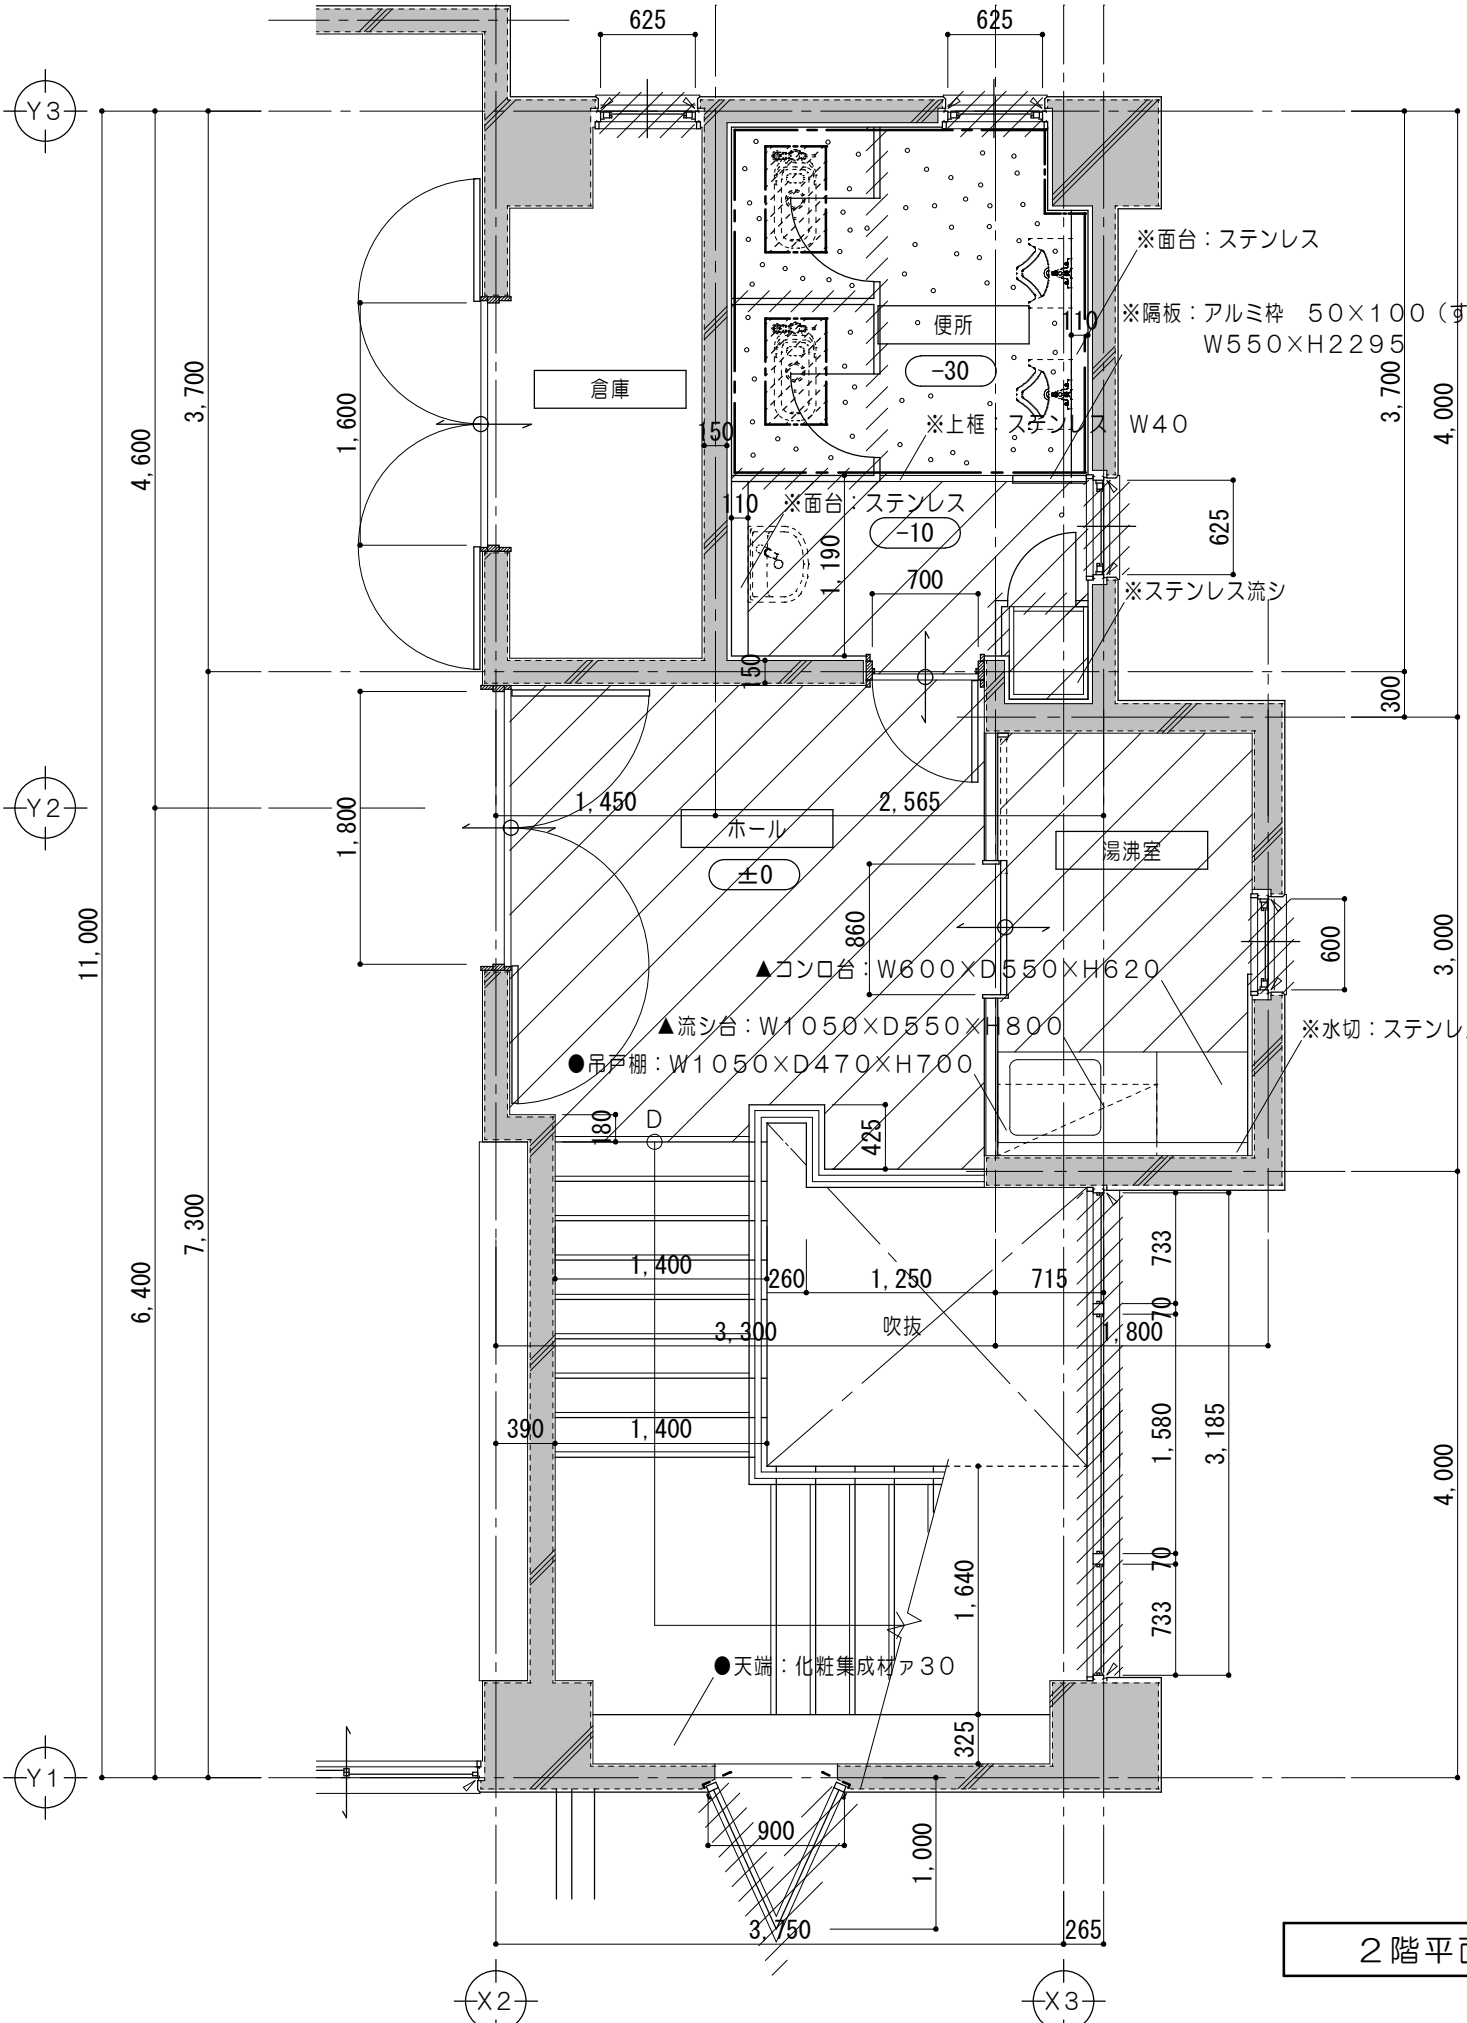 625
625
Y3
※面台：ステンレス
※隔板：アルミ枠　50×100（す
W550×H2295
110
便所
-30
倉庫
3,700
1,600
4,600
3,700
4,000
※上框：ステンレス　W40
150
※面台：ステンレス
110
-10
1,190
700
625
※ステンレス流シ
150
300
Y2
1,800
1,450
2,565
ホール
±0
湯沸室
860
11,000
600
3,000
▲コンロ台：W600×D550×H620
▲流シ台：W1050×D550×H800
●吊戸棚：W1050×D470×H700
※水切：ステンレ
180
D
425
7,300
6,400
1,400
260
1,250
715
733
70
3,300
吹抜
1,800
390
1,400
1,580
3,185
4,000
1,640
70
733
●天端：化粧集成材ァ30
325
Y1
900
1,000
3,750
265
2階平
X2
X3